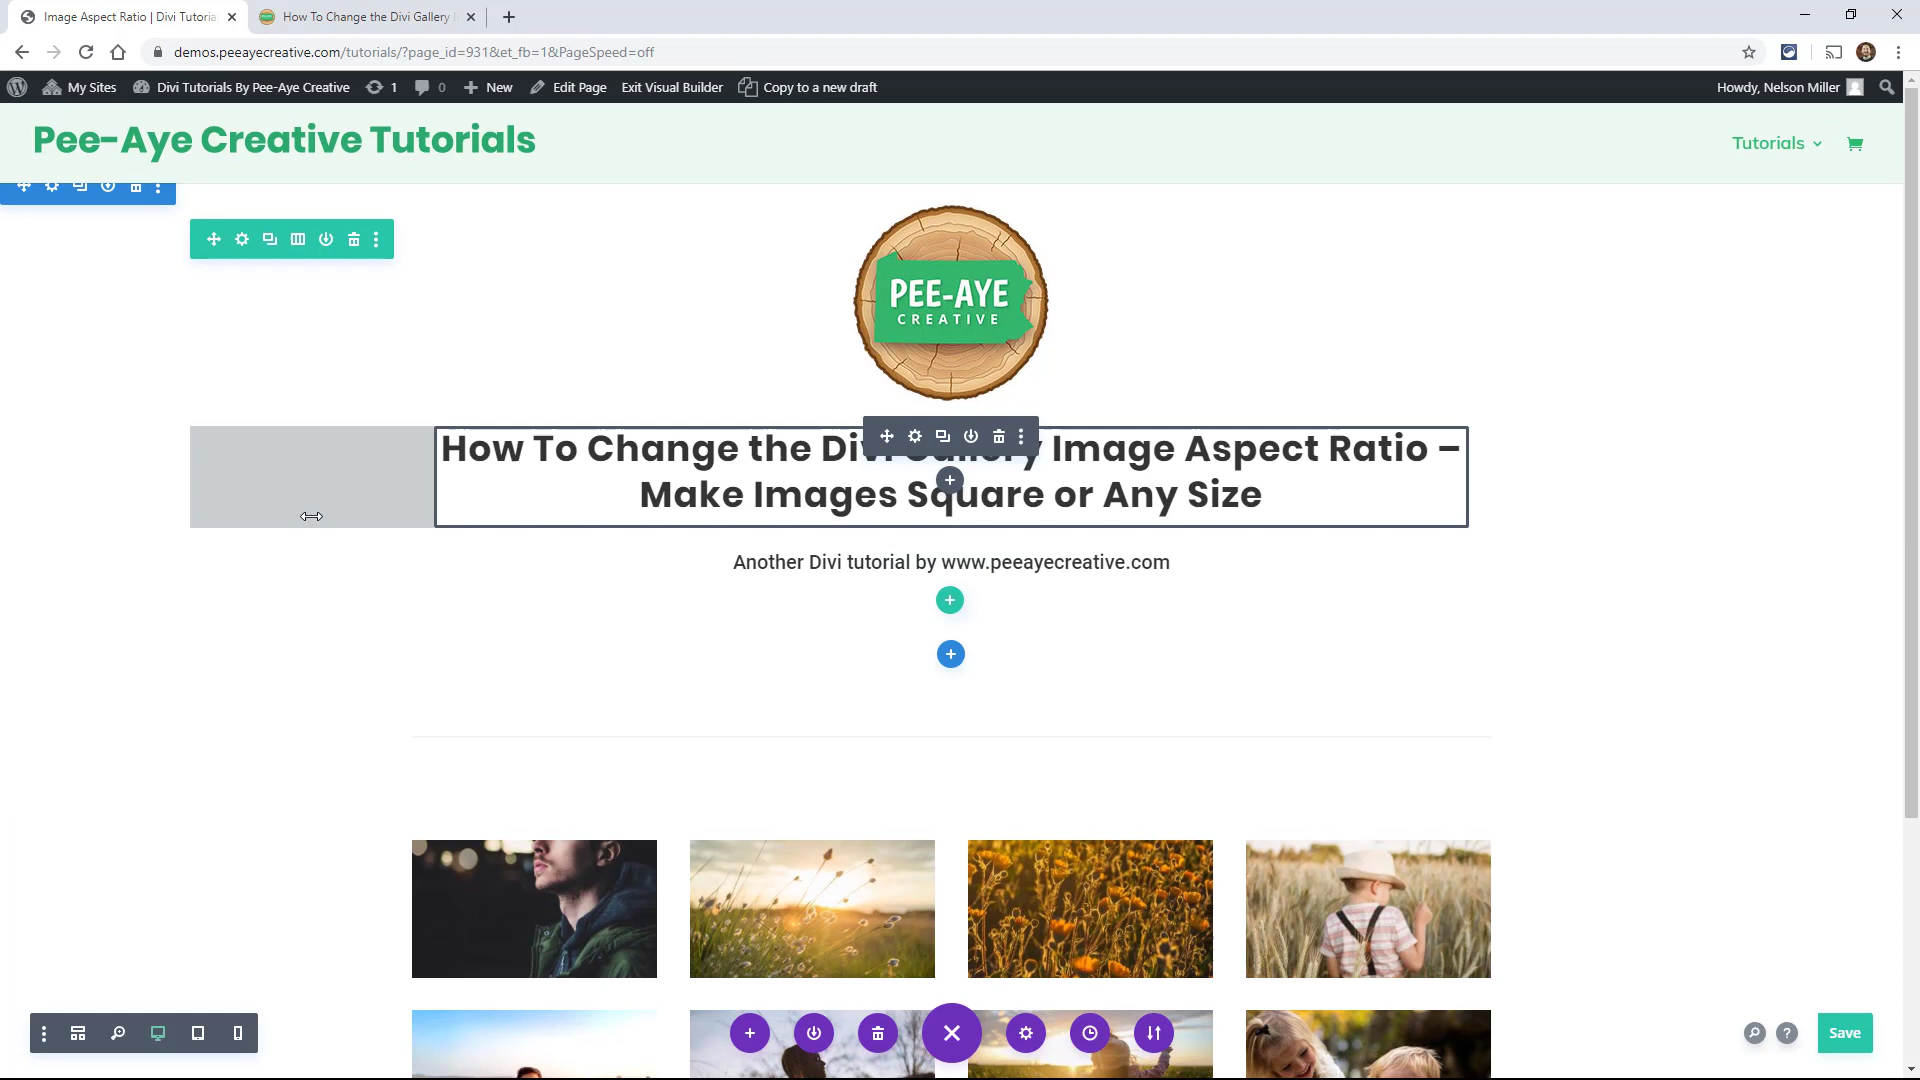 Image Aspect Ratio | Divi Tutoria
How To Change the Divi Gallery I
demos.peeayecreative.com/tutorials/?page_id=931&et_fb=1&PageSpeed=off
My Sites
Divi Tutorials By Pee-Aye Creative
1
0
New
Edit Page
Exit Visual Builder
Copy to a new draft
Howdy, Nelson Miller
Pee-Aye Creative Tutorials
Tutorials
PEE-AYE
CREATIVE
How To Change the Divi Gallery Image Aspect Ratio –
Make Images Square or Any Size
Another Divi tutorial by www.peeayecreative.com
Save